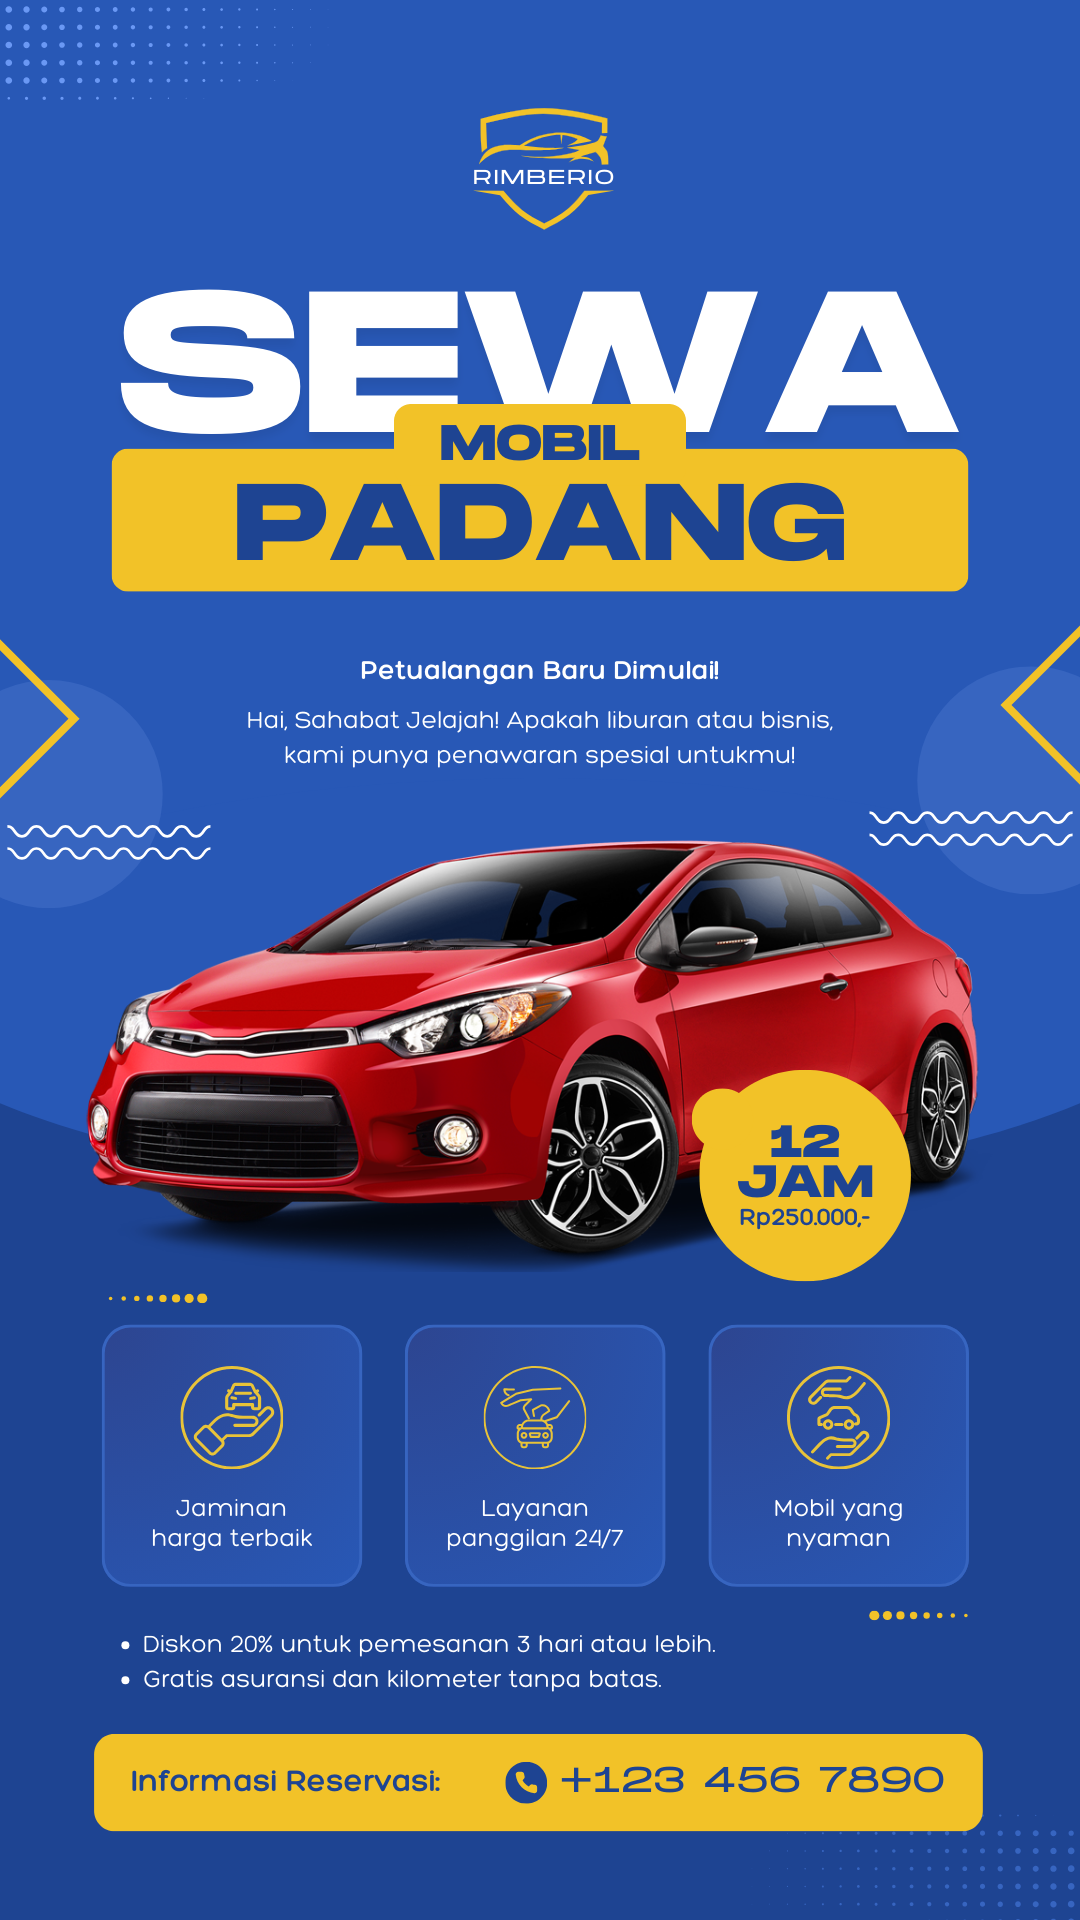 RIMBERIO
SEWA
MOBIL
PADANG
Petualangan Baru Dimulai!
Hai, Sahabat Jelajah! Apakah liburan atau bisnis,
kami punya penawaran spesial untukmu!
12
JAM
Rp250.000,-
Jaminan
harga terbaik
Layanan
panggilan 24/7
Mobil yang
nyaman
• Diskon 20% untuk pemesanan 3 hari atau lebih.
• Gratis asuransi dan kilometer tanpa batas.
Informasi Reservasi:
+123 456 7890